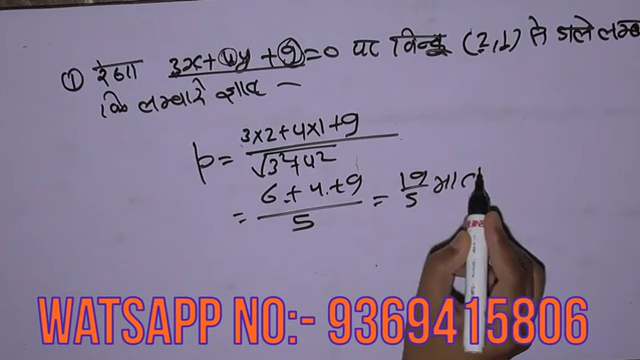 ① रेखा 3x+4y+9=0 पर बिन्दु (2,1) से डाले लम्ब
कि लम्बाई ज्ञात –
p = 3×2+4×1+9 / √3²+4²
= 6+4+9 / 5 = 19/5 मात
WATSAPP NO:- 9369415806